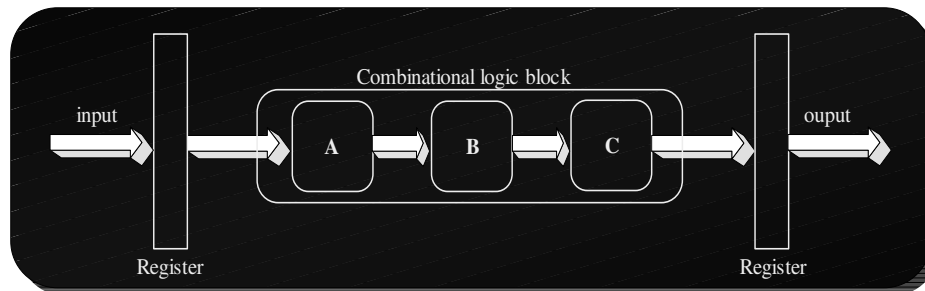 Combinational logic block
input
A
B
C
ouput
Register
Register